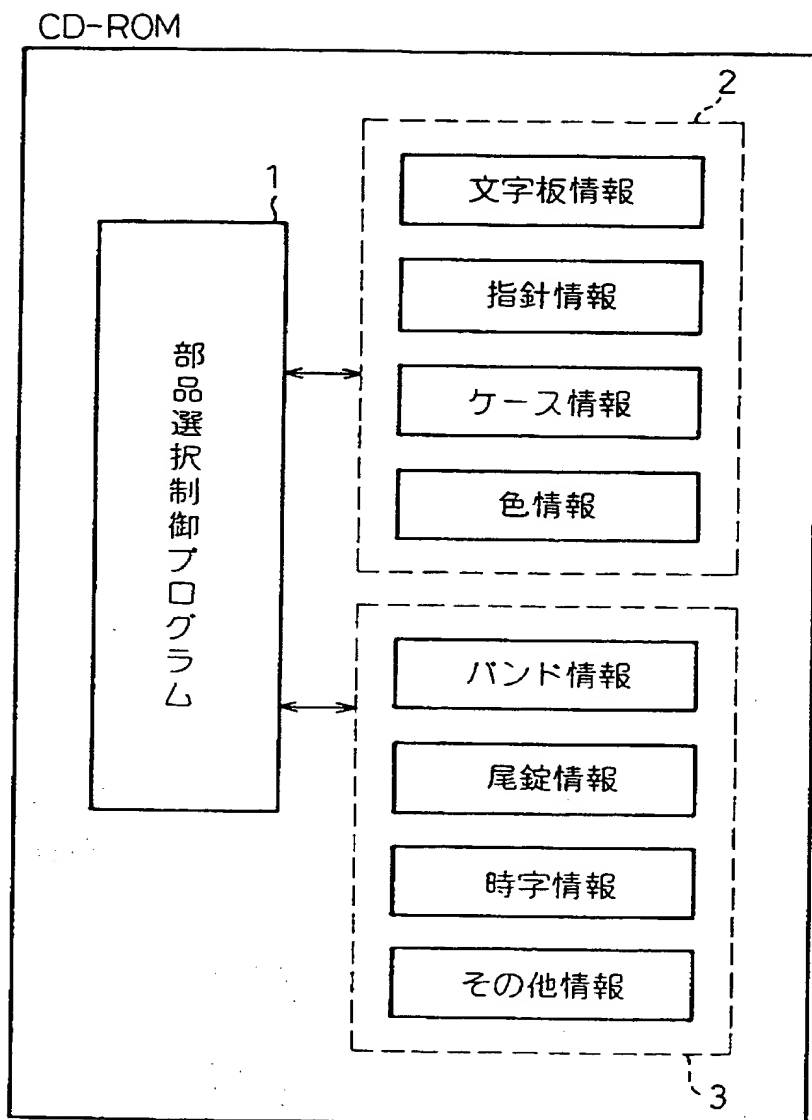 CD-ROM
1
部品選択制御プログラム
2
文字板情報
指針情報
ケース情報
色情報
バンド情報
尾錠情報
時字情報
その他情報
3